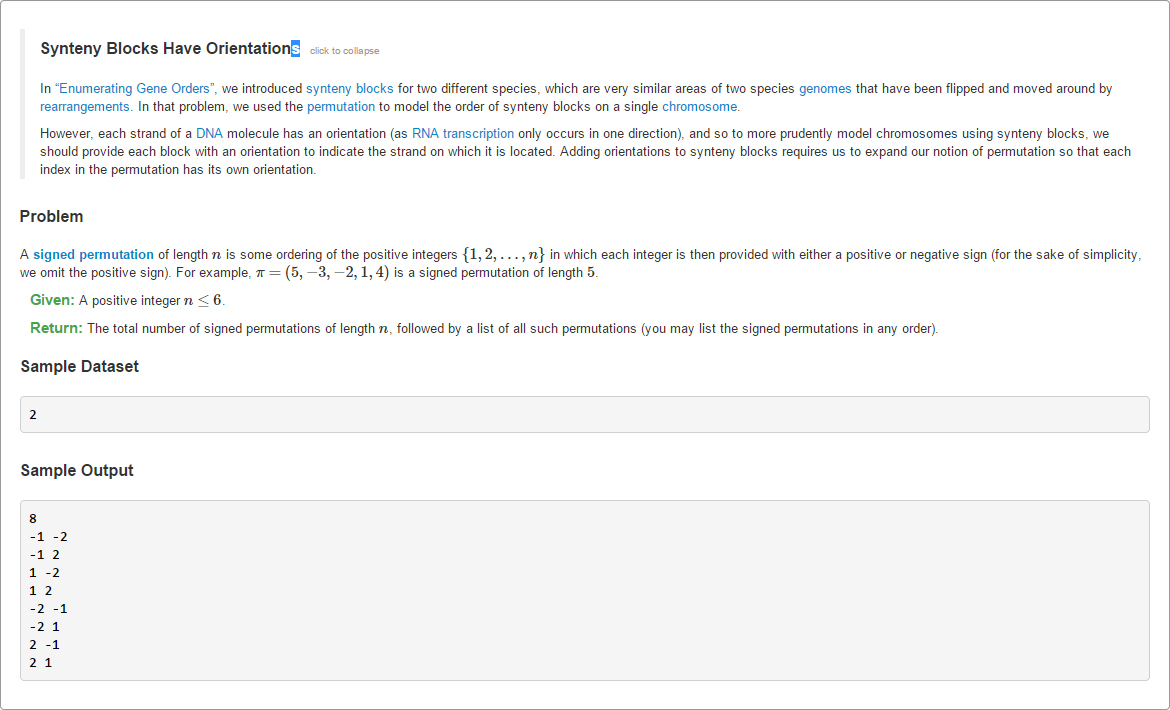 Synteny Blocks Have Orientations click to collapse
In “Enumerating Gene Orders”, we introduced synteny blocks for two different species, which are very similar areas of two species genomes that have been flipped and moved around by
rearrangements. In that problem, we used the permutation to model the order of synteny blocks on a single chromosome.
However, each strand of a DNA molecule has an orientation (as RNA transcription only occurs in one direction), and so to more prudently model chromosomes using synteny blocks, we
should provide each block with an orientation to indicate the strand on which it is located. Adding orientations to synteny blocks requires us to expand our notion of permutation so that each
index in the permutation has its own orientation.
Problem
A signed permutation of length n is some ordering of the positive integers {1, 2, . . . , n} in which each integer is then provided with either a positive or negative sign (for the sake of simplicity,
we omit the positive sign). For example, π = (5, −3, −2, 1, 4) is a signed permutation of length 5.
Given: A positive integer n ≤ 6.
Return: The total number of signed permutations of length n, followed by a list of all such permutations (you may list the signed permutations in any order).
Sample Dataset
2
Sample Output
8
-1 -2
-1 2
1 -2
1 2
-2 -1
-2 1
2 -1
2 1